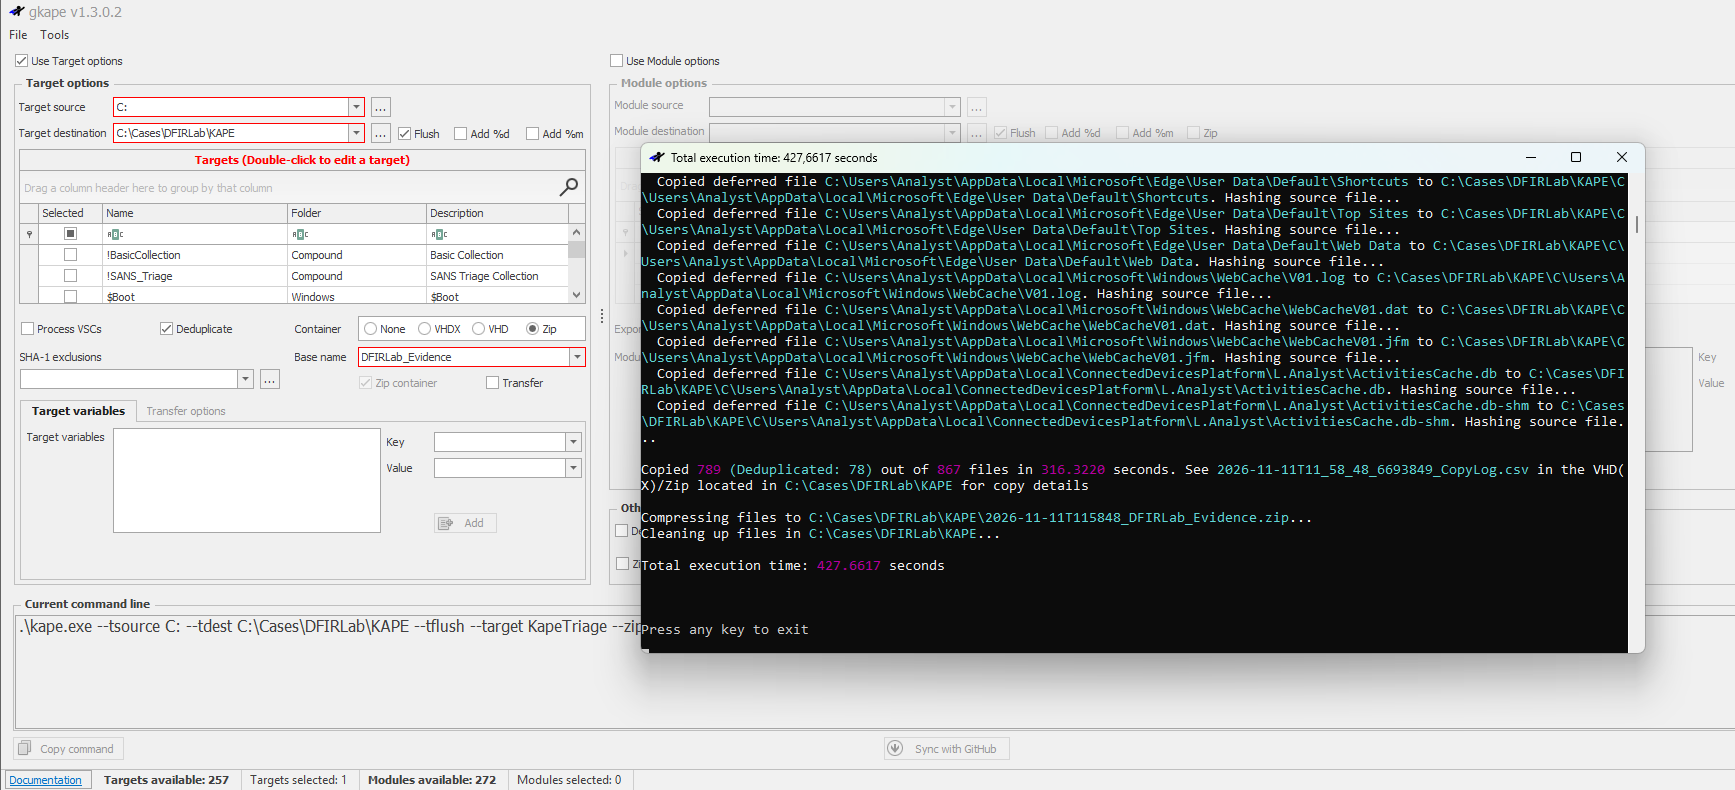 gkape v1.3.0.2
File Tools
Use Target options
Target options
Target source C: ...
Target destination C:\Cases\DFIRLab\KAPE ... Flush Add %d Add %m
Targets (Double-click to edit a target)
Drag a column header here to group by that column
Selected Name Folder Description
!BasicCollection Compound Basic Collection
!SANS_Triage Compound SANS Triage Collection
$Boot Windows $Boot
Process VSCs Deduplicate Container None VHDX VHD Zip
SHA-1 exclusions Base name DFIRLab_Evidence
... Zip container Transfer
Target variables Transfer options
Target variables Key
Value
Add
Use Module options
Module options
Module source ...
Module destination ... Flush Add %d Add %m Zip
Key
Value
Total execution time: 427,6617 seconds
Copied deferred file C:\Users\Analyst\AppData\Local\Microsoft\Edge\User Data\Default\Shortcuts to C:\Cases\DFIRLab\KAPE\C
\Users\Analyst\AppData\Local\Microsoft\Edge\User Data\Default\Shortcuts. Hashing source file...
Copied deferred file C:\Users\Analyst\AppData\Local\Microsoft\Edge\User Data\Default\Top Sites to C:\Cases\DFIRLab\KAPE\C
\Users\Analyst\AppData\Local\Microsoft\Edge\User Data\Default\Top Sites. Hashing source file...
Copied deferred file C:\Users\Analyst\AppData\Local\Microsoft\Edge\User Data\Default\Web Data to C:\Cases\DFIRLab\KAPE\C\
Users\Analyst\AppData\Local\Microsoft\Edge\User Data\Default\Web Data. Hashing source file...
Copied deferred file C:\Users\Analyst\AppData\Local\Microsoft\Windows\WebCache\V01.log to C:\Cases\DFIRLab\KAPE\C\Users\A
nalyst\AppData\Local\Microsoft\Windows\WebCache\V01.log. Hashing source file...
Copied deferred file C:\Users\Analyst\AppData\Local\Microsoft\Windows\WebCache\WebCacheV01.dat to C:\Cases\DFIRLab\KAPE\C
\Users\Analyst\AppData\Local\Microsoft\Windows\WebCache\WebCacheV01.dat. Hashing source file...
Copied deferred file C:\Users\Analyst\AppData\Local\Microsoft\Windows\WebCache\WebCacheV01.jfm to C:\Cases\DFIRLab\KAPE\C
\Users\Analyst\AppData\Local\Microsoft\Windows\WebCache\WebCacheV01.jfm. Hashing source file...
Copied deferred file C:\Users\Analyst\AppData\Local\ConnectedDevicesPlatform\L.Analyst\ActivitiesCache.db to C:\Cases\DFI
RLab\KAPE\C\Users\Analyst\AppData\Local\ConnectedDevicesPlatform\L.Analyst\ActivitiesCache.db. Hashing source file...
Copied deferred file C:\Users\Analyst\AppData\Local\ConnectedDevicesPlatform\L.Analyst\ActivitiesCache.db-shm to C:\Cases
\DFIRLab\KAPE\C\Users\Analyst\AppData\Local\ConnectedDevicesPlatform\L.Analyst\ActivitiesCache.db-shm. Hashing source file.
..
Copied 789 (Deduplicated: 78) out of 867 files in 316.3220 seconds. See 2026-11-11T11_58_48_6693849_CopyLog.csv in the VHD(
X)/Zip located in C:\Cases\DFIRLab\KAPE for copy details
Compressing files to C:\Cases\DFIRLab\KAPE\2026-11-11T115848_DFIRLab_Evidence.zip...
Cleaning up files in C:\Cases\DFIRLab\KAPE...
Total execution time: 427.6617 seconds
Press any key to exit
Current command line
.\kape.exe --tsource C: --tdest C:\Cases\DFIRLab\KAPE --tflush --target KapeTriage --zip
Copy command Sync with GitHub
Documentation Targets available: 257 Targets selected: 1 Modules available: 272 Modules selected: 0